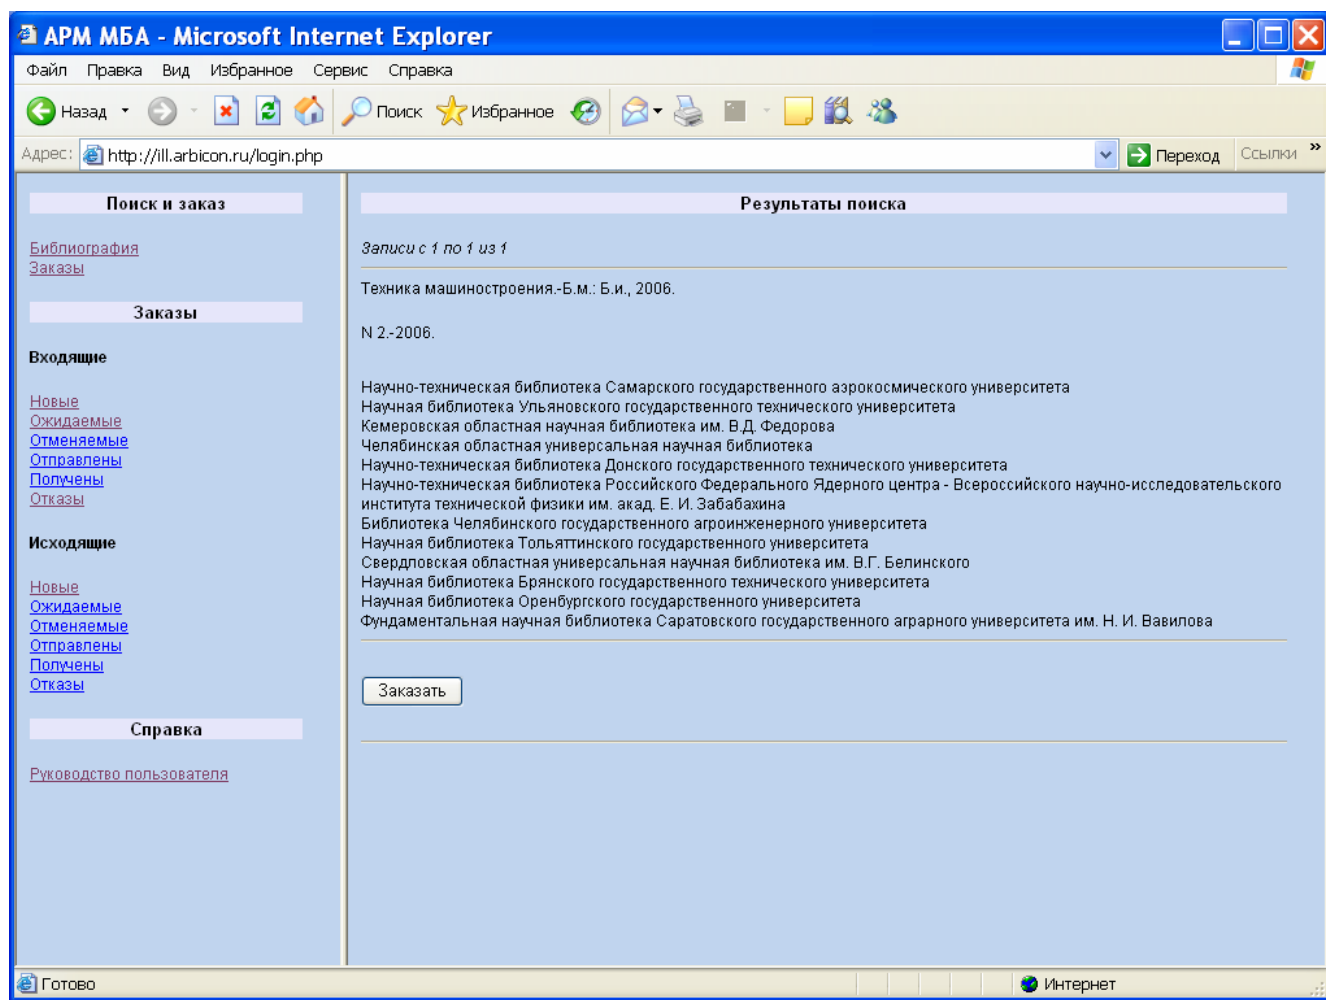 АРМ МБА - Microsoft Internet Explorer
Файл Правка Вид Избранное Сервис Справка
Назад Поиск Избранное
Адрес: http://ill.arbicon.ru/login.php Переход Ссылки »
Поиск и заказ
Библиография
Заказы
Заказы
Входящие
Новые
Ожидаемые
Отменяемые
Отправлены
Получены
Отказы
Исходящие
Новые
Ожидаемые
Отменяемые
Отправлены
Получены
Отказы
Справка
Руководство пользователя
Результаты поиска
Записи с 1 по 1 из 1
Техника машиностроения.-Б.м.: Б.и., 2006.
N 2.-2006.
Научно-техническая библиотека Самарского государственного аэрокосмического университета
Научная библиотека Ульяновского государственного технического университета
Кемеровская областная научная библиотека им. В.Д. Федорова
Челябинская областная универсальная научная библиотека
Научно-техническая библиотека Донского государственного технического университета
Научно-техническая библиотека Российского Федерального Ядерного центра - Всероссийского научно-исследовательского
института технической физики им. акад. Е. И. Забабахина
Библиотека Челябинского государственного агроинженерного университета
Научная библиотека Тольяттинского государственного университета
Свердловская областная универсальная научная библиотека им. В.Г. Белинского
Научная библиотека Брянского государственного технического университета
Научная библиотека Оренбургского государственного университета
Фундаментальная научная библиотека Саратовского государственного аграрного университета им. Н. И. Вавилова
Заказать
Готово Интернет